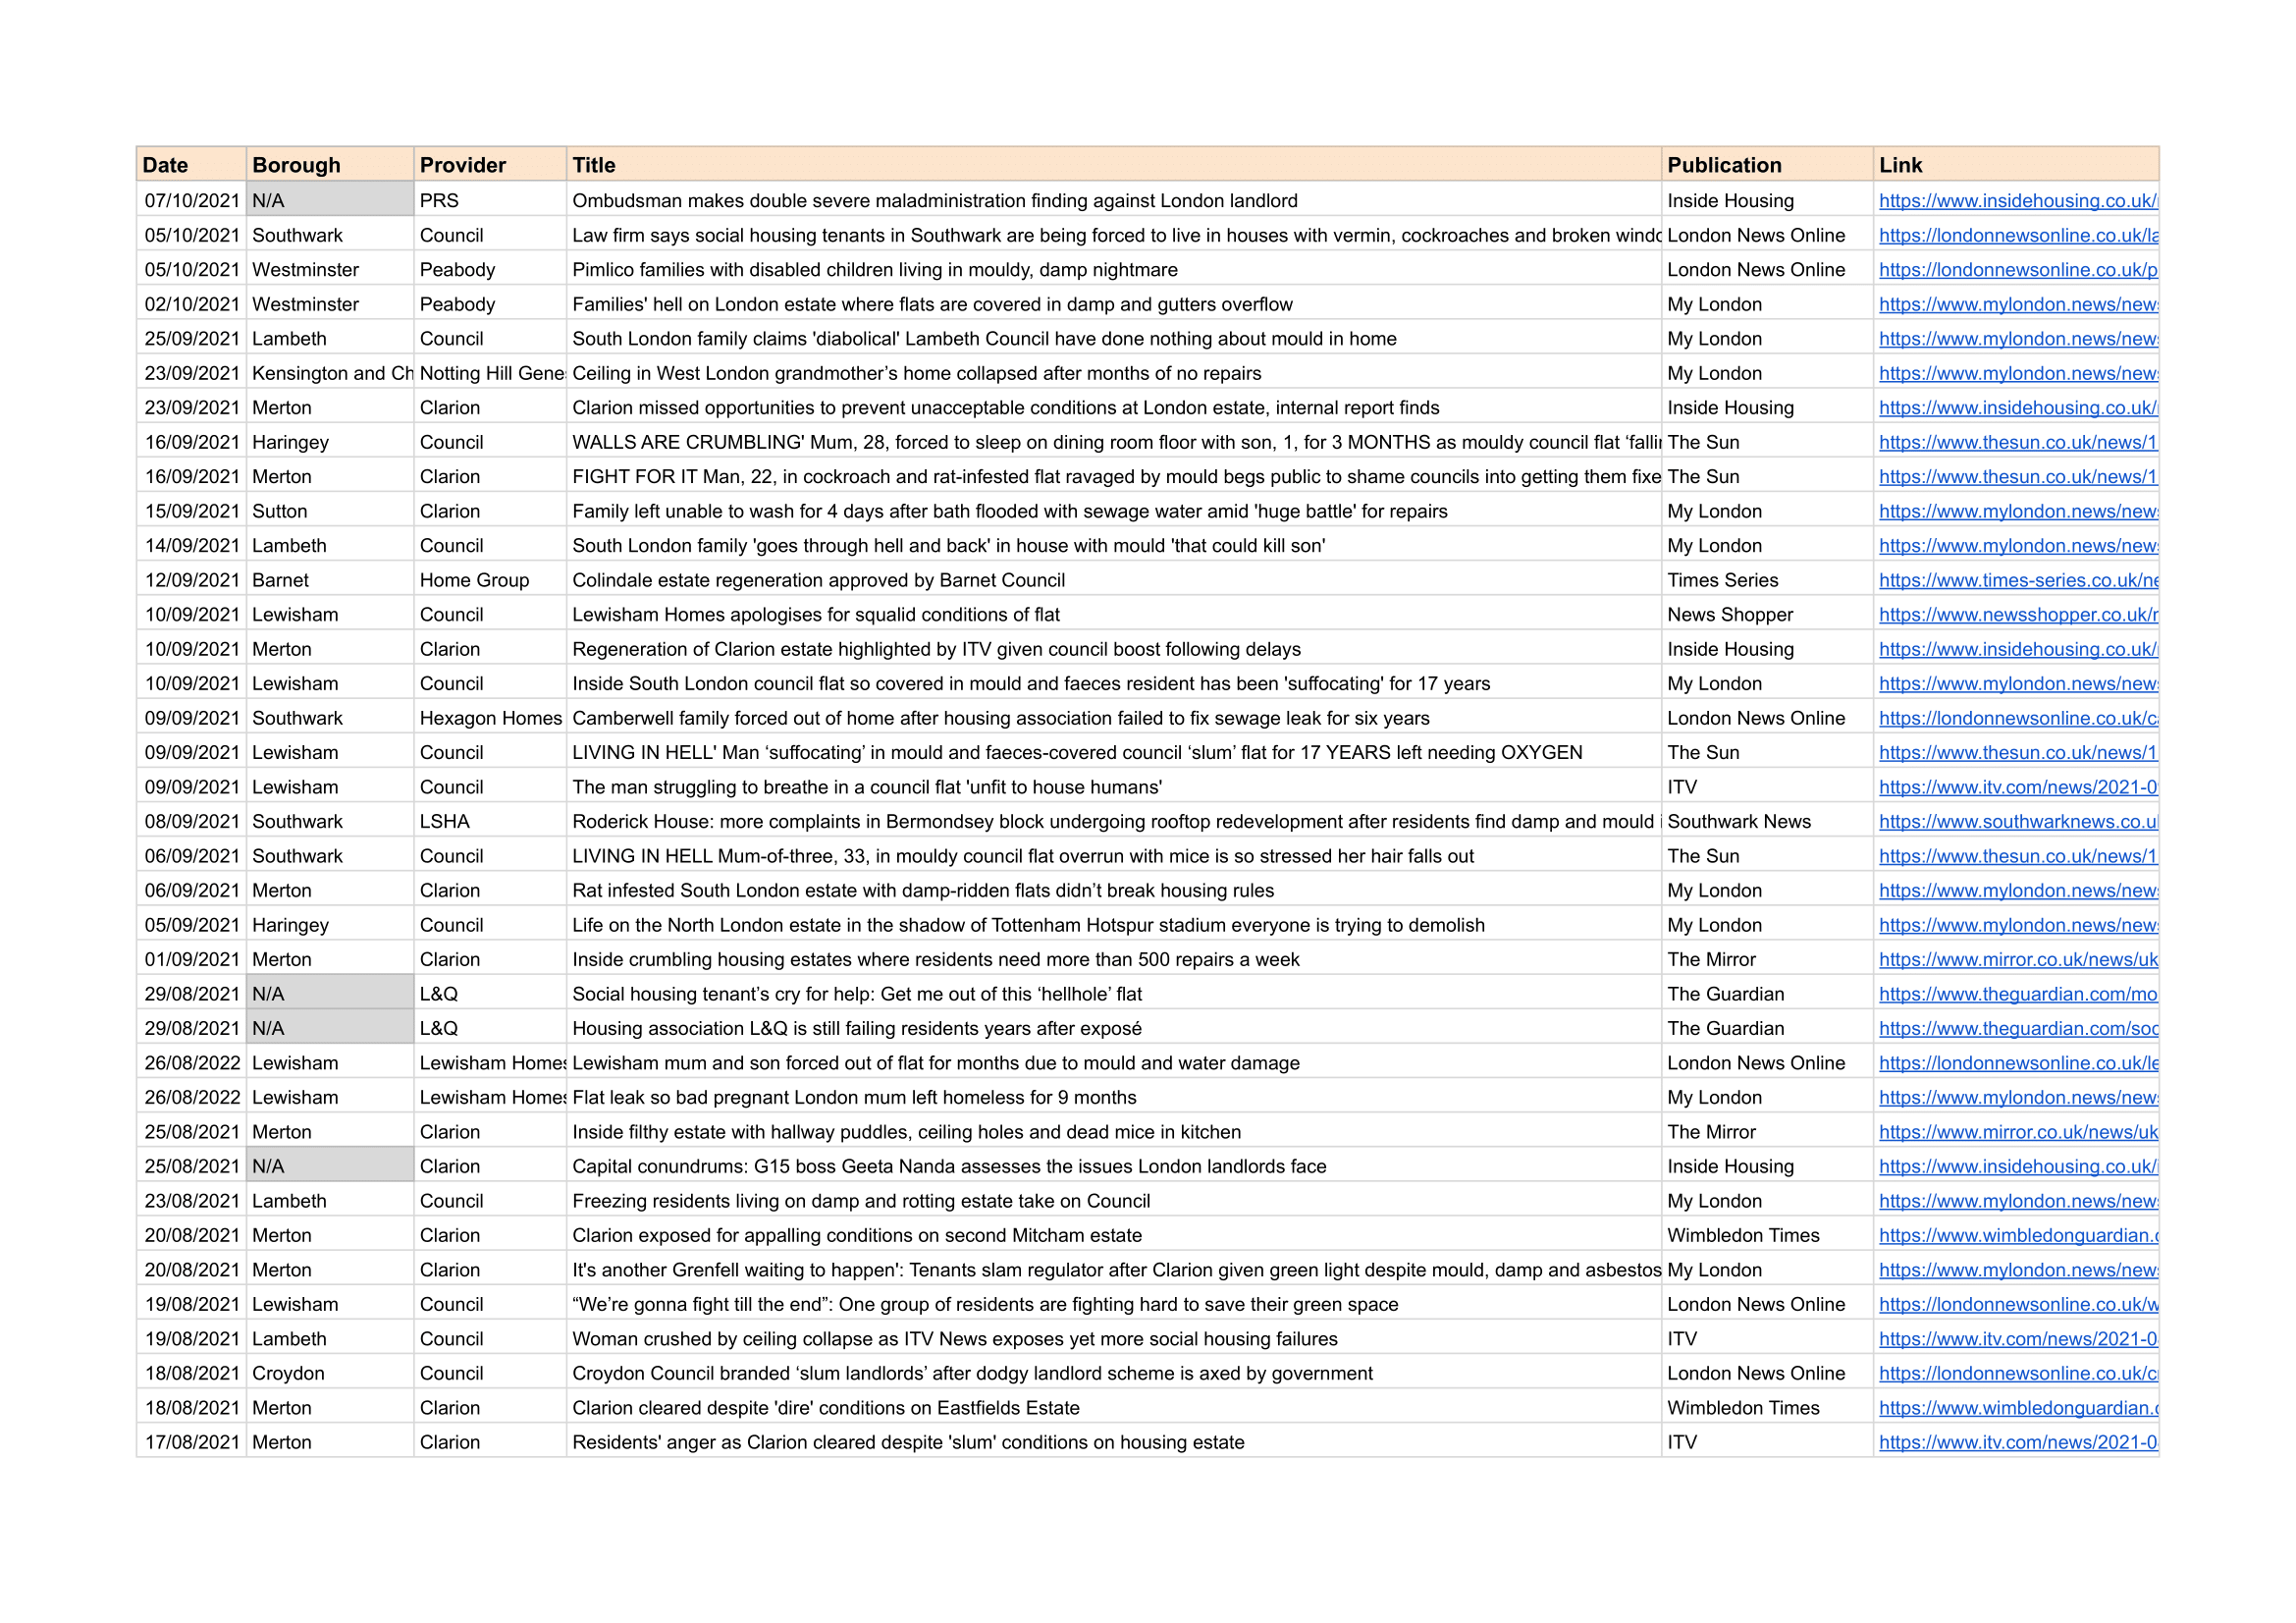 Date Borough Provider Title Publication Link
07/10/2021 N/A PRS Ombudsman makes double severe maladministration finding against London landlord Inside Housing https://www.insidehousing.co.uk/
05/10/2021 Southwark Council Law firm says social housing tenants in Southwark are being forced to live in houses with vermin, cockroaches and broken windo London News Online https://londonnewsonline.co.uk/la
05/10/2021 Westminster Peabody Pimlico families with disabled children living in mouldy, damp nightmare London News Online https://londonnewsonline.co.uk/p
02/10/2021 Westminster Peabody Families' hell on London estate where flats are covered in damp and gutters overflow My London https://www.mylondon.news/news
25/09/2021 Lambeth Council South London family claims 'diabolical' Lambeth Council have done nothing about mould in home My London https://www.mylondon.news/news
23/09/2021 Kensington and Ch Notting Hill Genes Ceiling in West London grandmother’s home collapsed after months of no repairs My London https://www.mylondon.news/news
23/09/2021 Merton Clarion Clarion missed opportunities to prevent unacceptable conditions at London estate, internal report finds Inside Housing https://www.insidehousing.co.uk/
16/09/2021 Haringey Council WALLS ARE CRUMBLING' Mum, 28, forced to sleep on dining room floor with son, 1, for 3 MONTHS as mouldy council flat ‘fallin The Sun https://www.thesun.co.uk/news/1
16/09/2021 Merton Clarion FIGHT FOR IT Man, 22, in cockroach and rat-infested flat ravaged by mould begs public to shame councils into getting them fixe The Sun https://www.thesun.co.uk/news/1
15/09/2021 Sutton Clarion Family left unable to wash for 4 days after bath flooded with sewage water amid 'huge battle' for repairs My London https://www.mylondon.news/news
14/09/2021 Lambeth Council South London family 'goes through hell and back' in house with mould 'that could kill son' My London https://www.mylondon.news/news
12/09/2021 Barnet Home Group Colindale estate regeneration approved by Barnet Council Times Series https://www.times-series.co.uk/ne
10/09/2021 Lewisham Council Lewisham Homes apologises for squalid conditions of flat News Shopper https://www.newsshopper.co.uk/r
10/09/2021 Merton Clarion Regeneration of Clarion estate highlighted by ITV given council boost following delays Inside Housing https://www.insidehousing.co.uk/
10/09/2021 Lewisham Council Inside South London council flat so covered in mould and faeces resident has been 'suffocating' for 17 years My London https://www.mylondon.news/news
09/09/2021 Southwark Hexagon Homes Camberwell family forced out of home after housing association failed to fix sewage leak for six years London News Online https://londonnewsonline.co.uk/ca
09/09/2021 Lewisham Council LIVING IN HELL' Man ‘suffocating’ in mould and faeces-covered council ‘slum’ flat for 17 YEARS left needing OXYGEN The Sun https://www.thesun.co.uk/news/1
09/09/2021 Lewisham Council The man struggling to breathe in a council flat 'unfit to house humans' ITV https://www.itv.com/news/2021-09
08/09/2021 Southwark LSHA Roderick House: more complaints in Bermondsey block undergoing rooftop redevelopment after residents find damp and mould i Southwark News https://www.southwarknews.co.u
06/09/2021 Southwark Council LIVING IN HELL Mum-of-three, 33, in mouldy council flat overrun with mice is so stressed her hair falls out The Sun https://www.thesun.co.uk/news/1
06/09/2021 Merton Clarion Rat infested South London estate with damp-ridden flats didn’t break housing rules My London https://www.mylondon.news/news
05/09/2021 Haringey Council Life on the North London estate in the shadow of Tottenham Hotspur stadium everyone is trying to demolish My London https://www.mylondon.news/news
01/09/2021 Merton Clarion Inside crumbling housing estates where residents need more than 500 repairs a week The Mirror https://www.mirror.co.uk/news/uk
29/08/2021 N/A L&Q Social housing tenant’s cry for help: Get me out of this ‘hellhole’ flat The Guardian https://www.theguardian.com/mo
29/08/2021 N/A L&Q Housing association L&Q is still failing residents years after exposé The Guardian https://www.theguardian.com/soc
26/08/2022 Lewisham Lewisham Homes Lewisham mum and son forced out of flat for months due to mould and water damage London News Online https://londonnewsonline.co.uk/le
26/08/2022 Lewisham Lewisham Homes Flat leak so bad pregnant London mum left homeless for 9 months My London https://www.mylondon.news/news
25/08/2021 Merton Clarion Inside filthy estate with hallway puddles, ceiling holes and dead mice in kitchen The Mirror https://www.mirror.co.uk/news/uk
25/08/2021 N/A Clarion Capital conundrums: G15 boss Geeta Nanda assesses the issues London landlords face Inside Housing https://www.insidehousing.co.uk/
23/08/2021 Lambeth Council Freezing residents living on damp and rotting estate take on Council My London https://www.mylondon.news/news
20/08/2021 Merton Clarion Clarion exposed for appalling conditions on second Mitcham estate Wimbledon Times https://www.wimbledonguardian.c
20/08/2021 Merton Clarion It's another Grenfell waiting to happen': Tenants slam regulator after Clarion given green light despite mould, damp and asbestos My London https://www.mylondon.news/news
19/08/2021 Lewisham Council “We’re gonna fight till the end”: One group of residents are fighting hard to save their green space London News Online https://londonnewsonline.co.uk/w
19/08/2021 Lambeth Council Woman crushed by ceiling collapse as ITV News exposes yet more social housing failures ITV https://www.itv.com/news/2021-0
18/08/2021 Croydon Council Croydon Council branded ‘slum landlords’ after dodgy landlord scheme is axed by government London News Online https://londonnewsonline.co.uk/c
18/08/2021 Merton Clarion Clarion cleared despite 'dire' conditions on Eastfields Estate Wimbledon Times https://www.wimbledonguardian.c
17/08/2021 Merton Clarion Residents' anger as Clarion cleared despite 'slum' conditions on housing estate ITV https://www.itv.com/news/2021-0